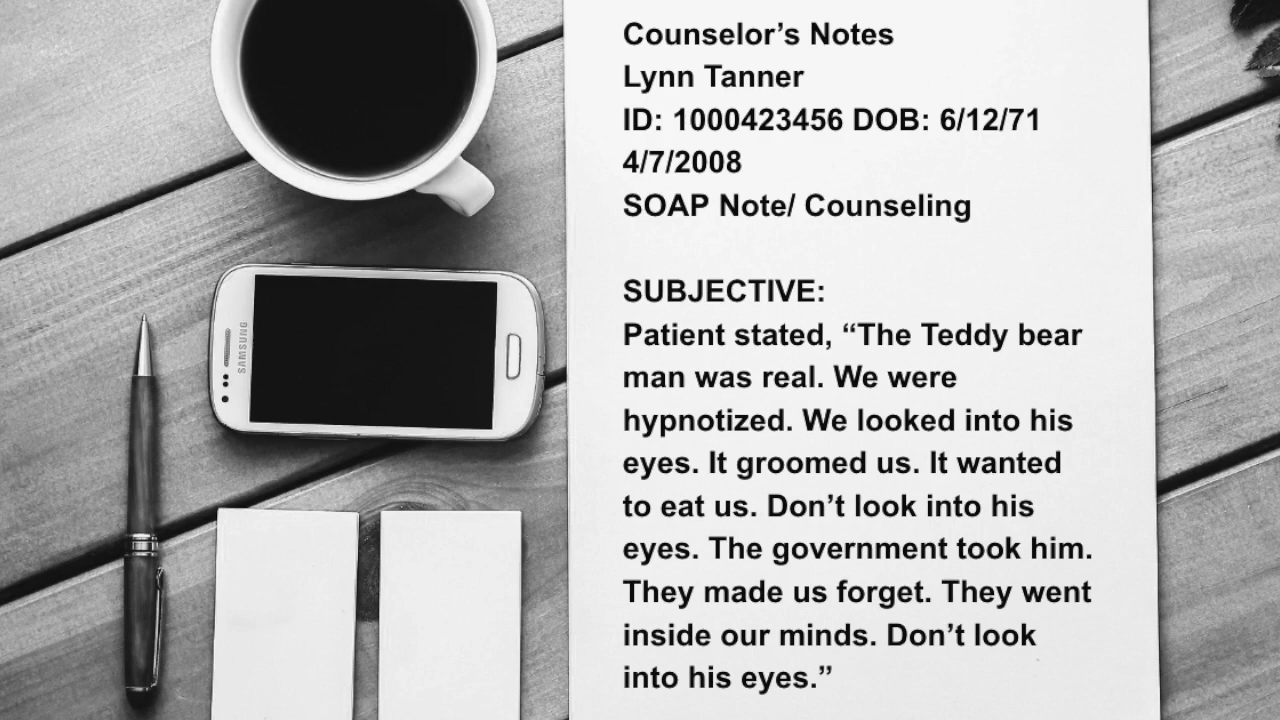 Counselor’s Notes
Lynn Tanner
ID: 1000423456 DOB: 6/12/71
4/7/2008
SOAP Note/ Counseling
SUBJECTIVE:
Patient stated, “The Teddy bear
man was real. We were
hypnotized. We looked into his
eyes. It groomed us. It wanted
to eat us. Don’t look into his
eyes. The government took him.
They made us forget. They went
inside our minds. Don’t look
into his eyes.”
SAMSUNG